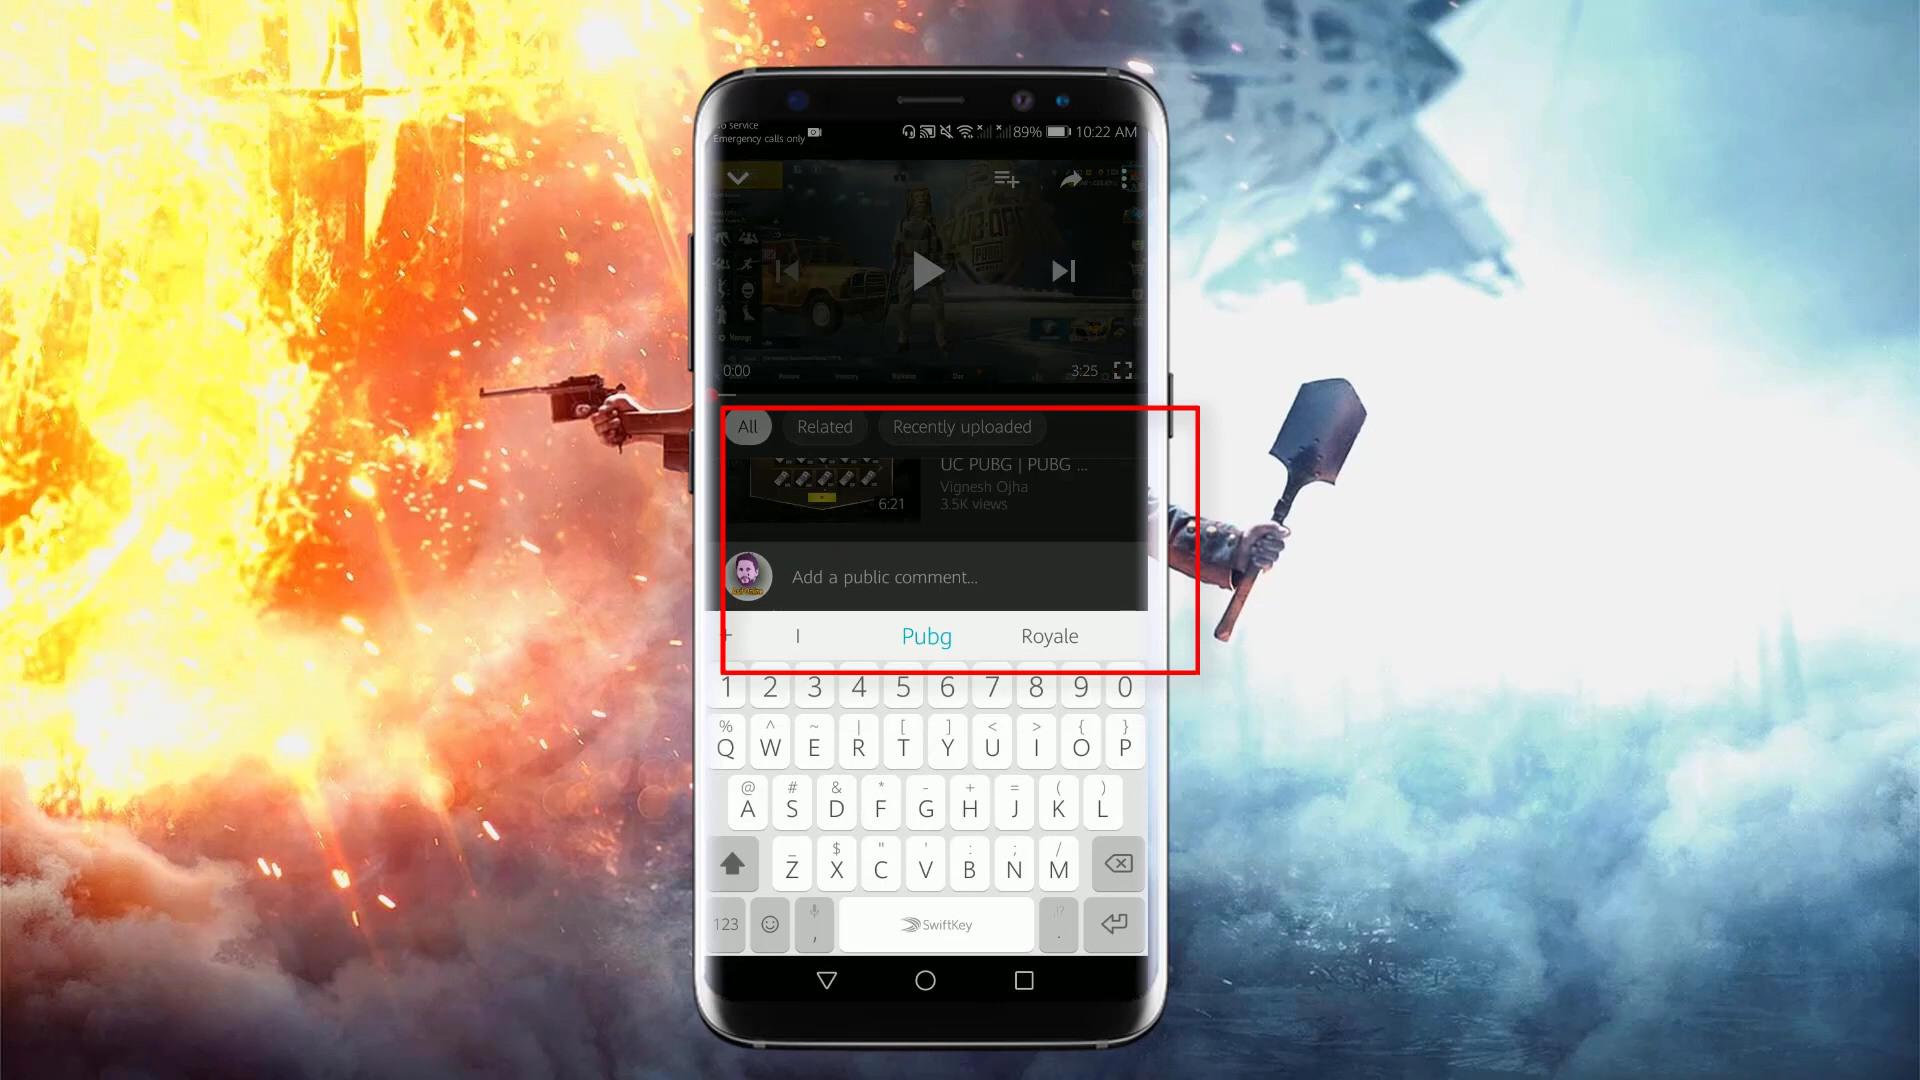 No service
Emergency calls only
89% 10:22 AM
0:00
3:25
All Related Recently uploaded
UC PUBG | PUBG ...
Vignesh Ojha
3.5K views
6:21
Add a public comment...
+ I Pubg Royale
1 2 3 4 5 6 7 8 9 0
% ^ ~ | [ ] < > { }
Q W E R T Y U I O P
@ # & * - + = ( )
A S D F G H J K L
_ $ " ' : ; /
Z X C V B N M
123 , SwiftKey .